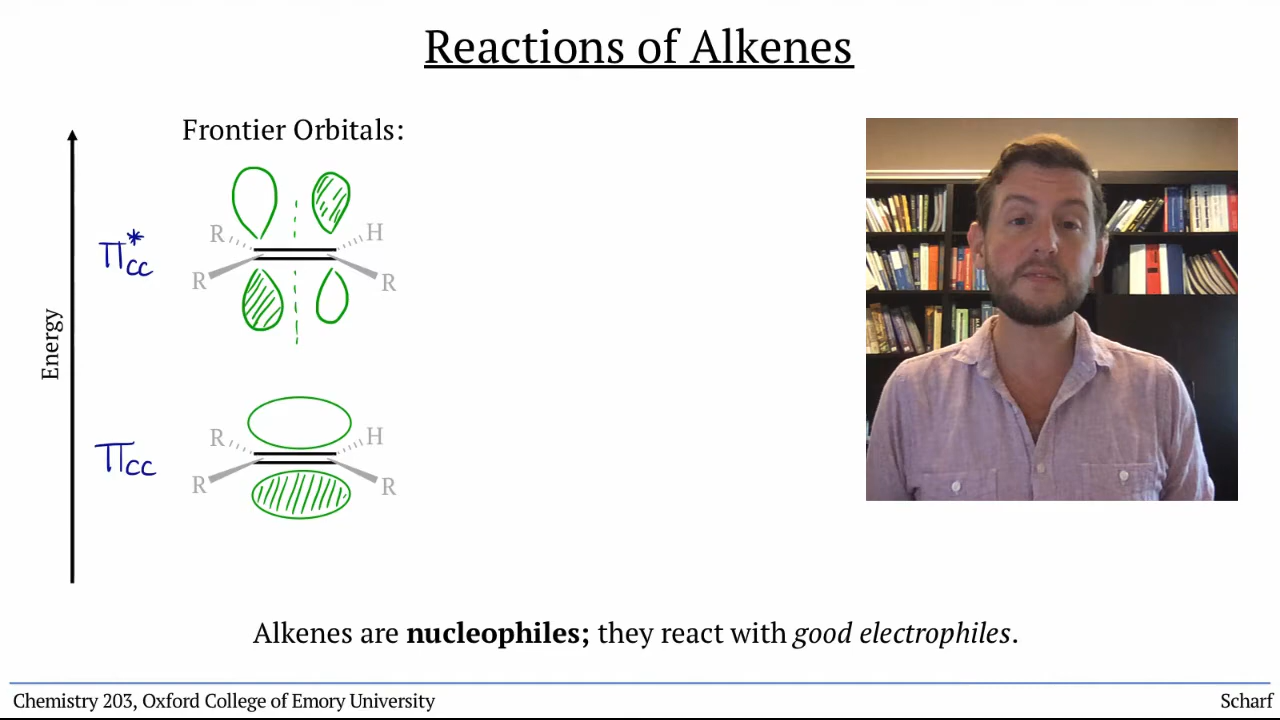 Reactions of Alkenes
Frontier Orbitals:
R H
π*CC
R R
Energy
R H
πCC
R R
Alkenes are nucleophiles; they react with good electrophiles.
Chemistry 203, Oxford College of Emory University Scharf